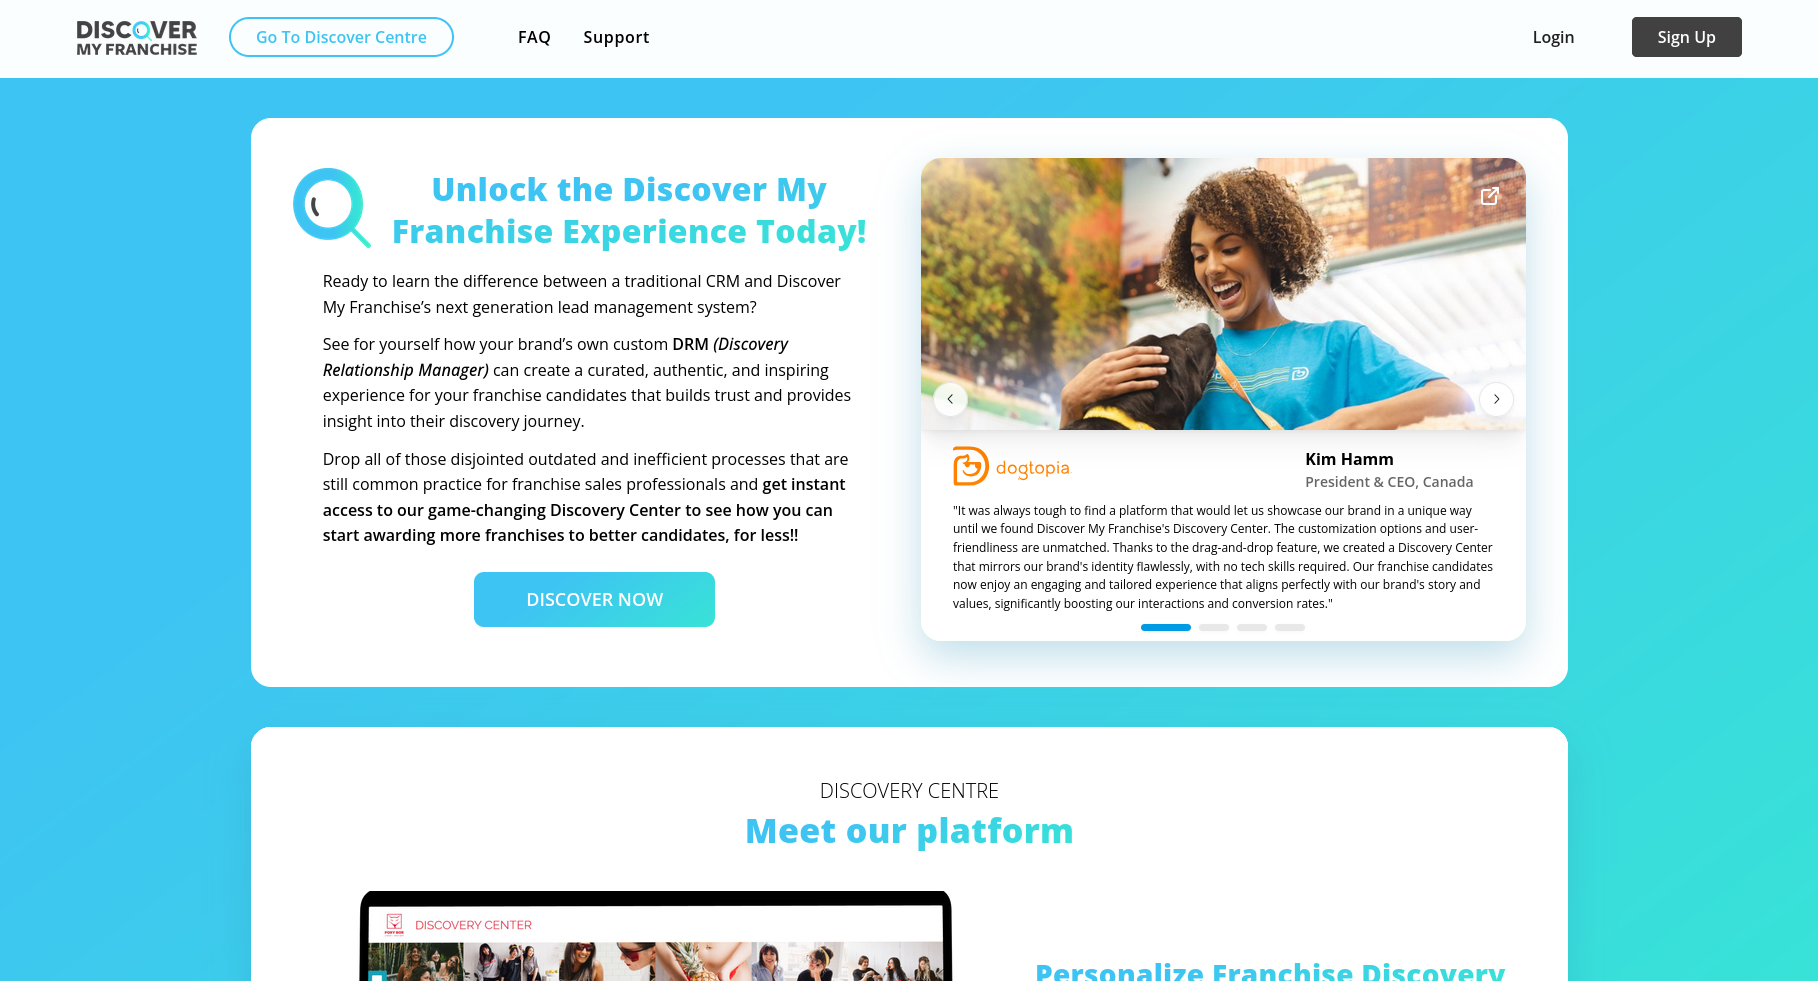 DISCOVER
MY FRANCHISE
Go To Discover Centre
FAQ
Support
Login
Sign Up
Unlock the Discover My
Franchise Experience Today!
Ready to learn the difference between a traditional CRM and Discover
My Franchise’s next generation lead management system?
See for yourself how your brand’s own custom DRM (Discovery
Relationship Manager) can create a curated, authentic, and inspiring
experience for your franchise candidates that builds trust and provides
insight into their discovery journey.
Drop all of those disjointed outdated and inefficient processes that are
still common practice for franchise sales professionals and get instant
access to our game-changing Discovery Center to see how you can
start awarding more franchises to better candidates, for less!!
DISCOVER NOW
dogtopia
Kim Hamm
President & CEO, Canada
"It was always tough to find a platform that would let us showcase our brand in a unique way
until we found Discover My Franchise's Discovery Center. The customization options and user-
friendliness are unmatched. Thanks to the drag-and-drop feature, we created a Discovery Center
that mirrors our brand's identity flawlessly, with no tech skills required. Our franchise candidates
now enjoy an engaging and tailored experience that aligns perfectly with our brand's story and
values, significantly boosting our interactions and conversion rates."
DISCOVERY CENTRE
Meet our platform
DISCOVERY CENTER
Personalize Franchise Discovery